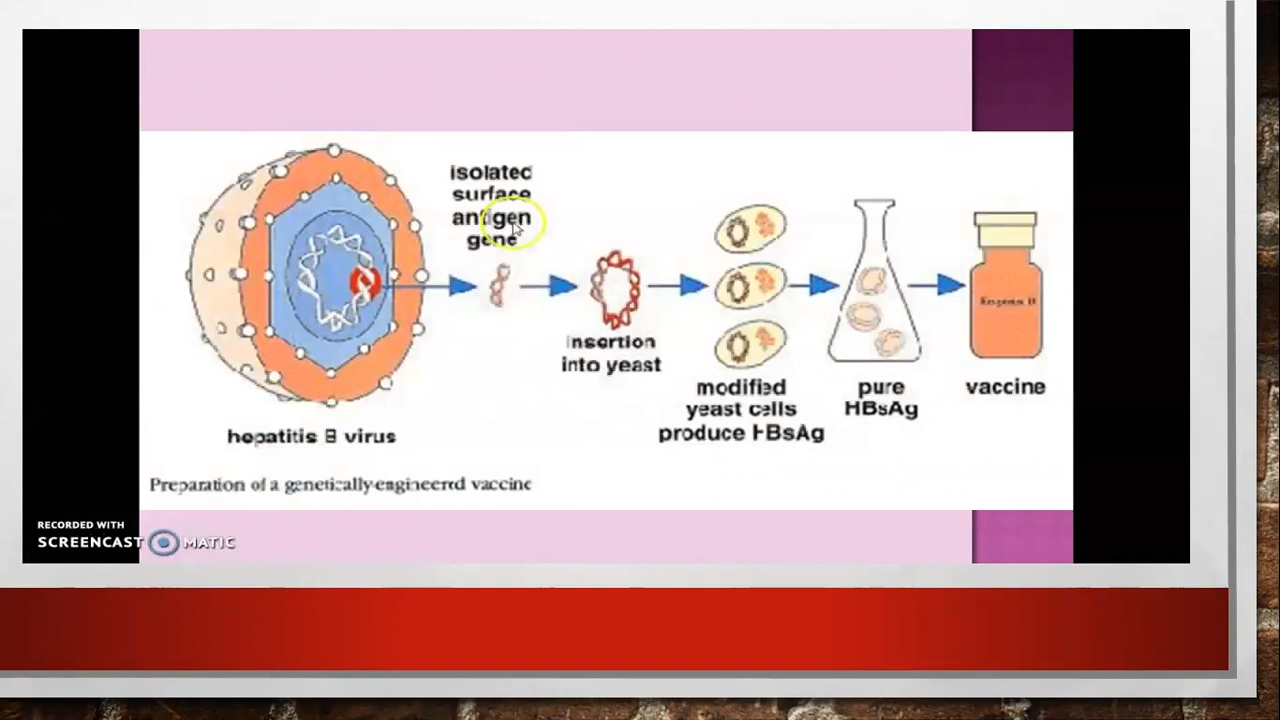 isolated
surface
antigen
gene
insertion
into yeast
modified
yeast cells
produce HBsAg
pure
HBsAg
vaccine
hepatitis B virus
Preparation of a genetically-engineered vaccine
RECORDED WITH
SCREENCAST MATIC